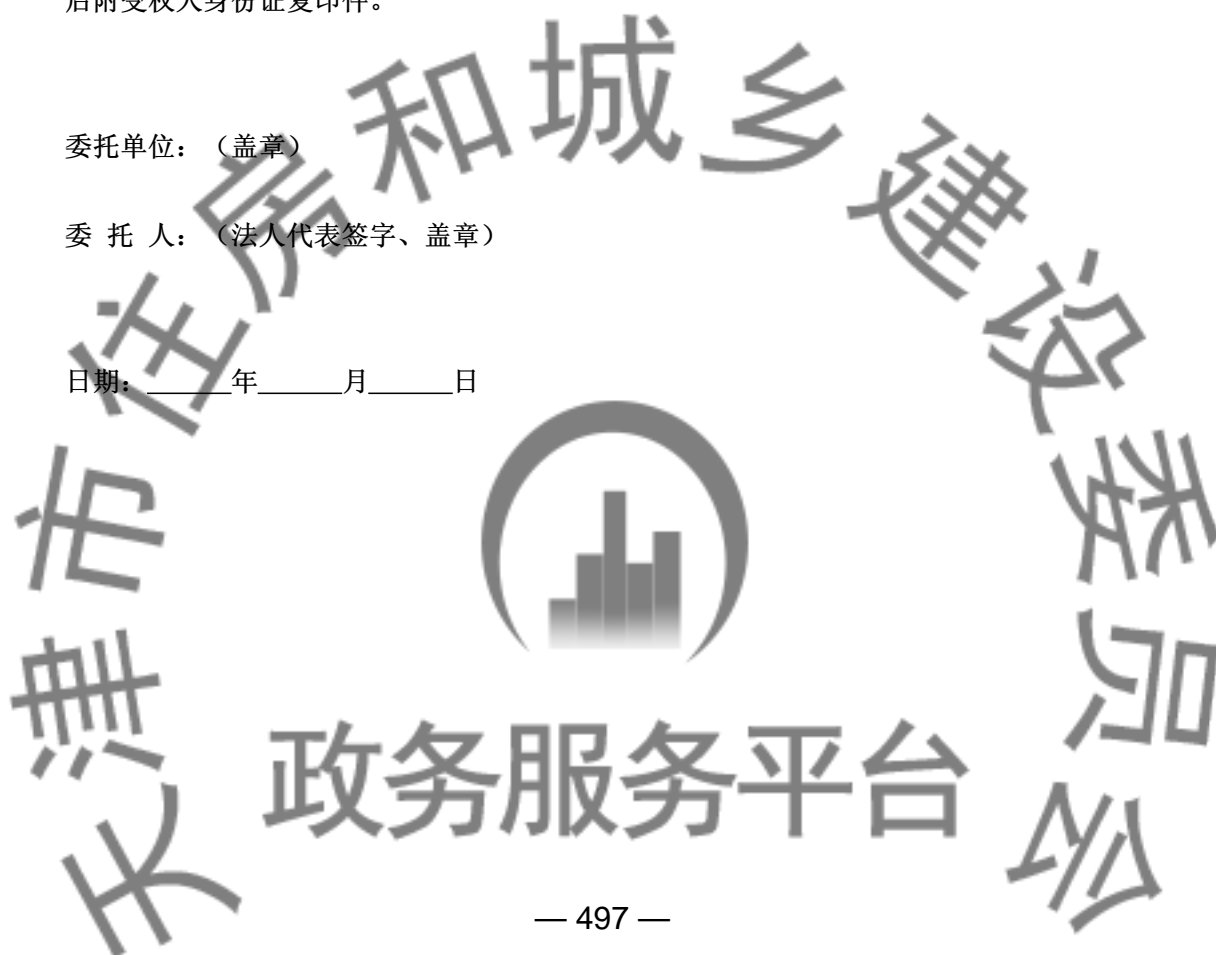 后附受权人身份证复印件。
委托单位：（盖章）
委 托 人：（法人代表签字、盖章）
日期：______年______月______日
天津市住房和城乡建设委员会
政务服务平台
— 497 —